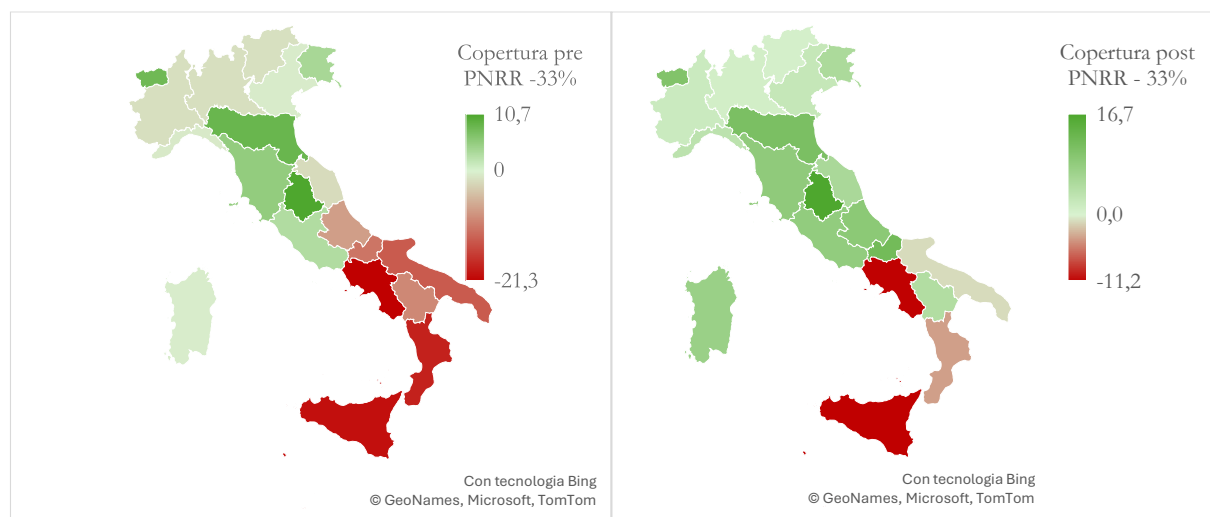 Copertura pre
PNRR -33%
10,7
0
-21,3
Con tecnologia Bing
© GeoNames, Microsoft, TomTom
Copertura post
PNRR - 33%
16,7
0,0
-11,2
Con tecnologia Bing
© GeoNames, Microsoft, TomTom